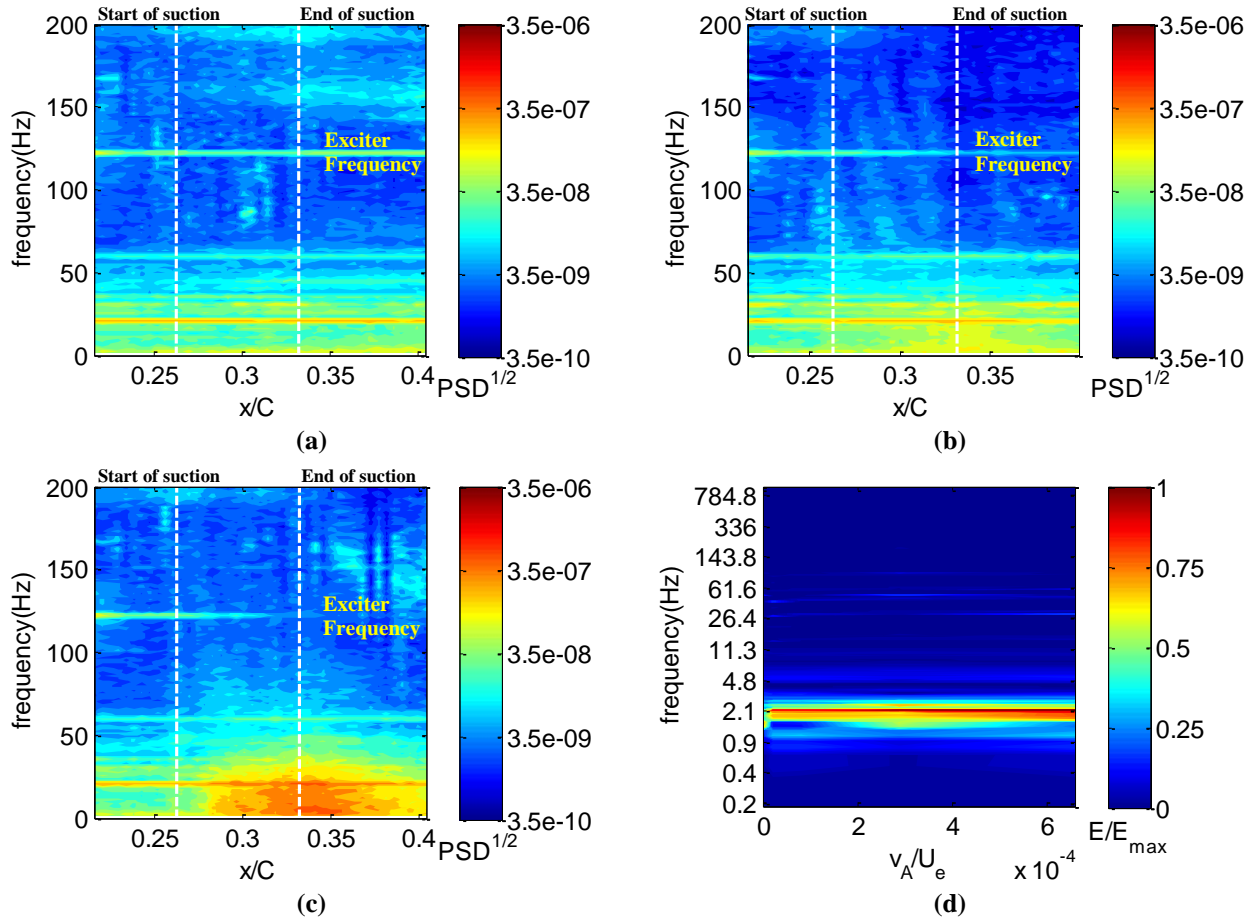 Start of suction End of suction
200
150
100
50
0
frequency(Hz)
Exciter
Frequency
0.25 0.3 0.35 0.4
x/C
3.5e-06
3.5e-07
3.5e-08
3.5e-09
3.5e-10
PSD1/2
(a)
Start of suction End of suction
200
150
100
50
0
frequency(Hz)
Exciter
Frequency
0.25 0.3 0.35
x/C
3.5e-06
3.5e-07
3.5e-08
3.5e-09
3.5e-10
PSD1/2
(b)
Start of suction End of suction
200
150
100
50
0
frequency(Hz)
Exciter
Frequency
0.25 0.3 0.35 0.4
x/C
3.5e-06
3.5e-07
3.5e-08
3.5e-09
3.5e-10
PSD1/2
(c)
784.8
336
143.8
61.6
26.4
11.3
4.8
2.1
0.9
0.4
0.2
frequency(Hz)
0 2 4 6
vA/Ue x 10-4
1
0.75
0.5
0.25
0
E/Emax
(d)